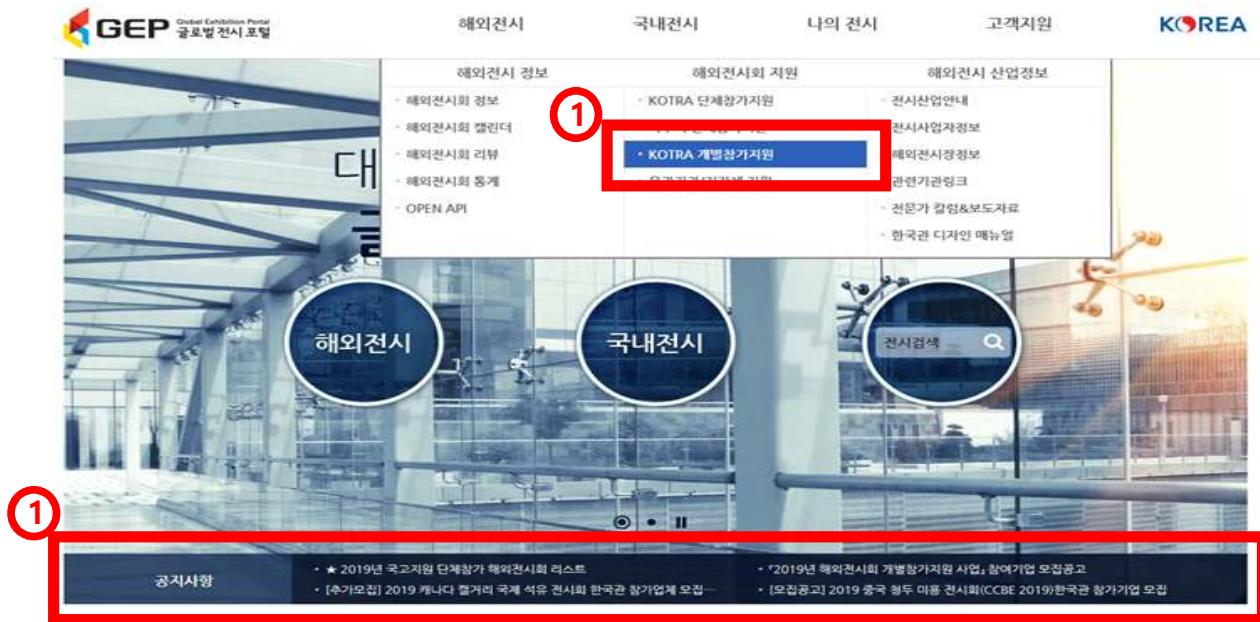 GEP Global Exhibition Portal
글로벌 전시 포털
해외전시 국내전시 나의 전시 고객지원 KOREA
해외전시 정보 해외전시회 지원 해외전시 산업정보
· 해외전시회 정보 · KOTRA 단체참가지원 · 전시산업안내
1
· 해외전시회 캘린더 전시사업자정보
· 해외전시회 리뷰 · KOTRA 개별참가지원 해외전시장정보
· 해외전시회 통계 관련기관링크
· OPEN API · 전문가 칼럼&보도자료
· 한국관 디자인 매뉴얼
대
해외전시 국내전시 전시검색
1
공지사항
· ★ 2019년 국고지원 단체참가 해외전시회 리스트 · 「2019년 해외전시회 개별참가지원 사업」 참여기업 모집공고
· [추가모집] 2019 캐나다 캘거리 국제 석유 전시회 한국관 참가업체 모집… · [모집공고] 2019 중국 청두 미용 전시회(CCBE 2019)한국관 참가기업 모집